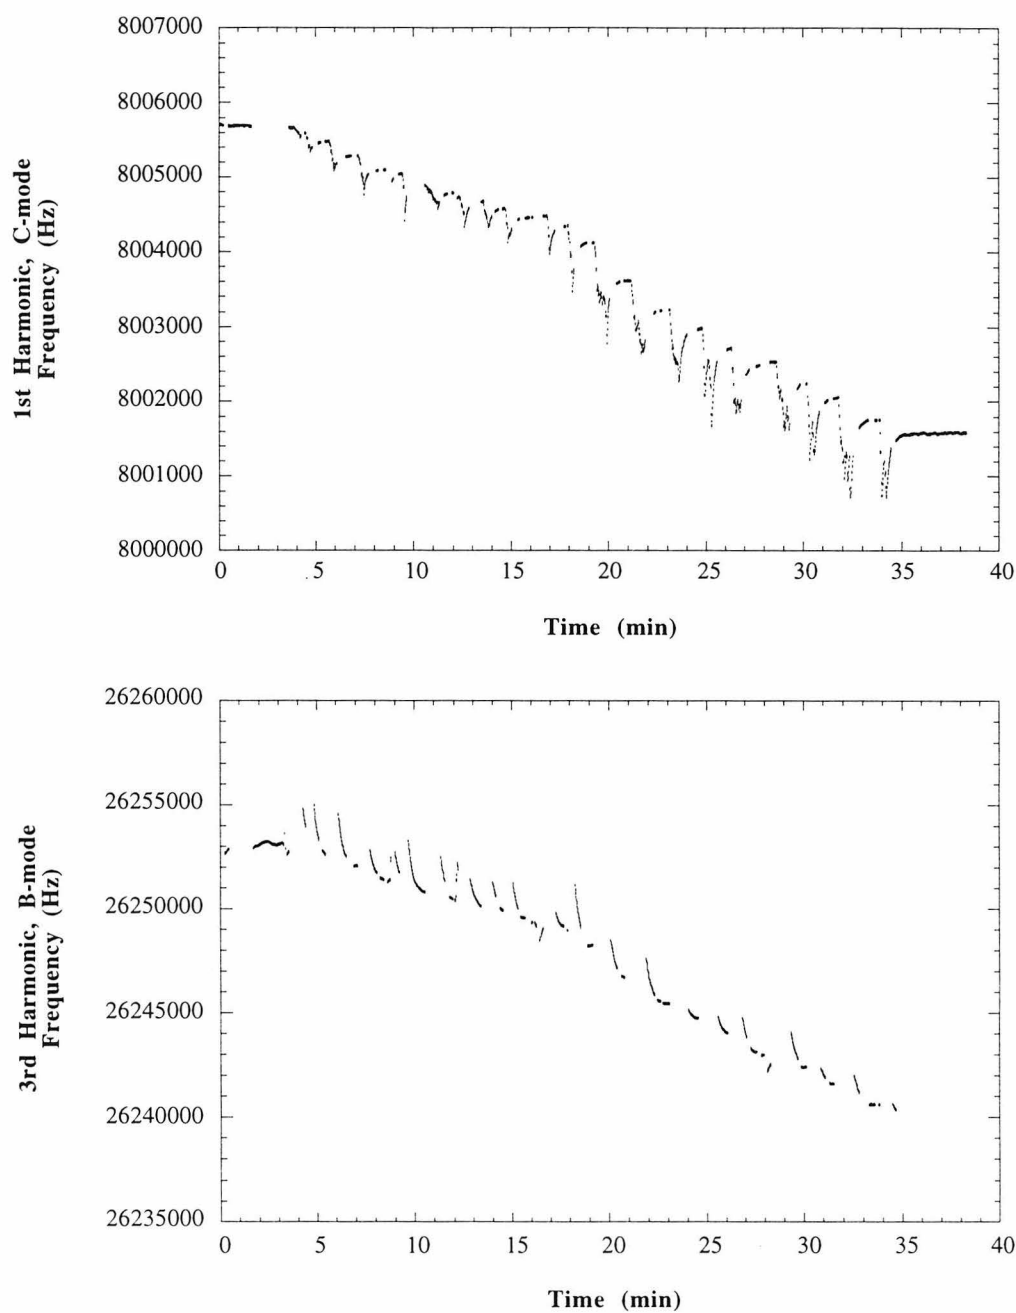 1st Harmonic, C-mode
Frequency (Hz)
8007000
8006000
8005000
8004000
8003000
8002000
8001000
8000000
0 5 10 15 20 25 30 35 40
Time (min)
3rd Harmonic, B-mode
Frequency (Hz)
26260000
26255000
26250000
26245000
26240000
26235000
0 5 10 15 20 25 30 35 40
Time (min)